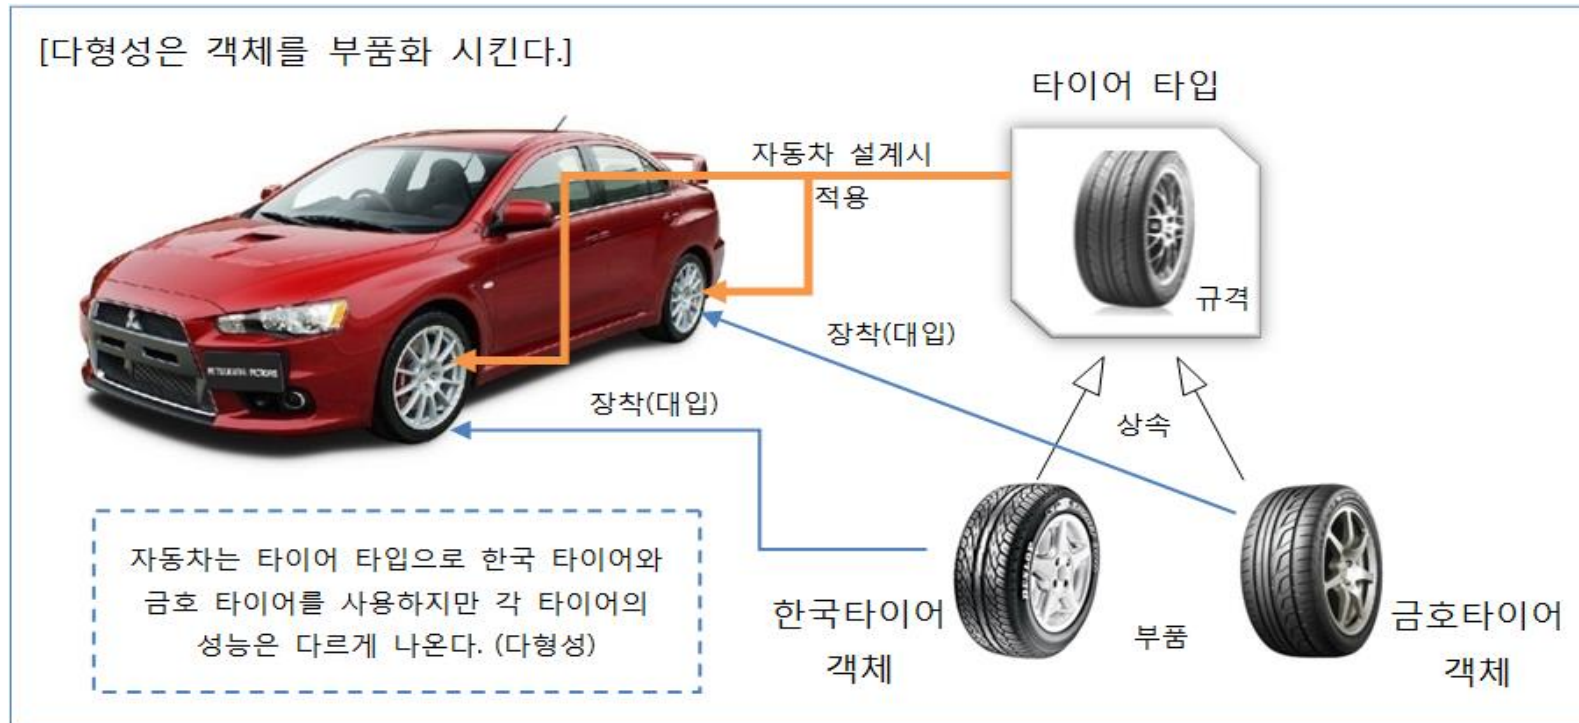 [다형성은 객체를 부품화 시킨다.]
타이어 타입
자동차 설계시
적용
규격
장착(대입)
장착(대입)
상속
자동차는 타이어 타입으로 한국 타이어와
금호 타이어를 사용하지만 각 타이어의
성능은 다르게 나온다. (다형성)
한국타이어
객체
부품
금호타이어
객체